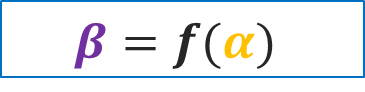 β = f(α)